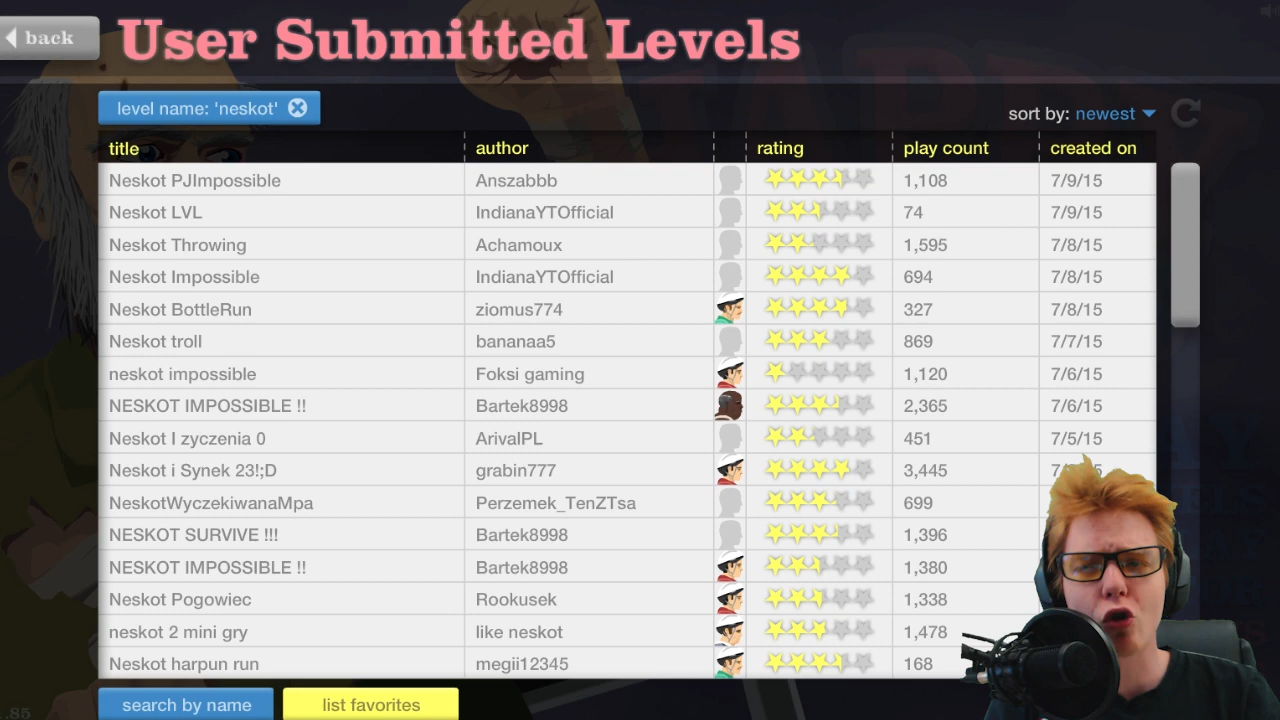 back
User Submitted Levels
level name: 'neskot'
sort by: newest
title author rating play count created on
Neskot PJImpossible Anszabbb 1,108 7/9/15
Neskot LVL IndianaYTOfficial 74 7/9/15
Neskot Throwing Achamoux 1,595 7/8/15
Neskot Impossible IndianaYTOfficial 694 7/8/15
Neskot BottleRun ziomus774 327 7/8/15
Neskot troll bananaa5 869 7/7/15
neskot impossible Foksi gaming 1,120 7/6/15
NESKOT IMPOSSIBLE !! Bartek8998 2,365 7/6/15
Neskot I zyczenia 0 ArivalPL 451 7/5/15
Neskot i Synek 23!;D grabin777 3,445
NeskotWyczekiwanaMpa Perzemek_TenZTsa 699
NESKOT SURVIVE !!! Bartek8998 1,396
NESKOT IMPOSSIBLE !! Bartek8998 1,380
Neskot Pogowiec Rookusek 1,338
neskot 2 mini gry like neskot 1,478
Neskot harpun run megii12345 168
search by name list favorites
.85